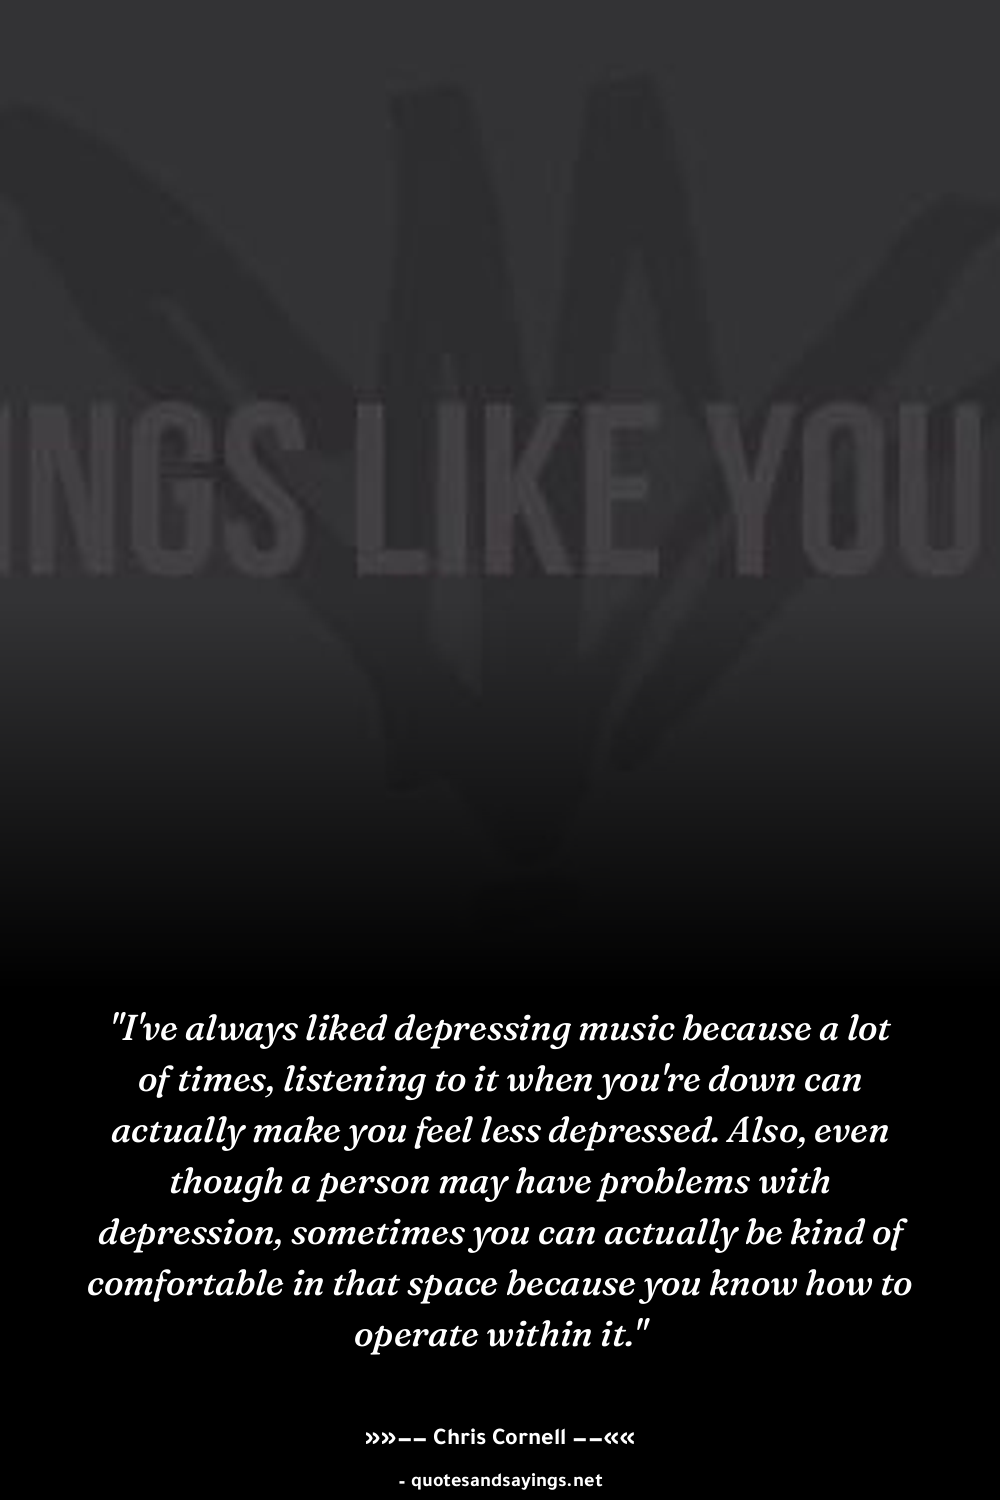 INGS LIKE YOU
"I've always liked depressing music because a lot
of times, listening to it when you're down can
actually make you feel less depressed. Also, even
though a person may have problems with
depression, sometimes you can actually be kind of
comfortable in that space because you know how to
operate within it."
»»–– Chris Cornell ––««
- quotesandsayings.net